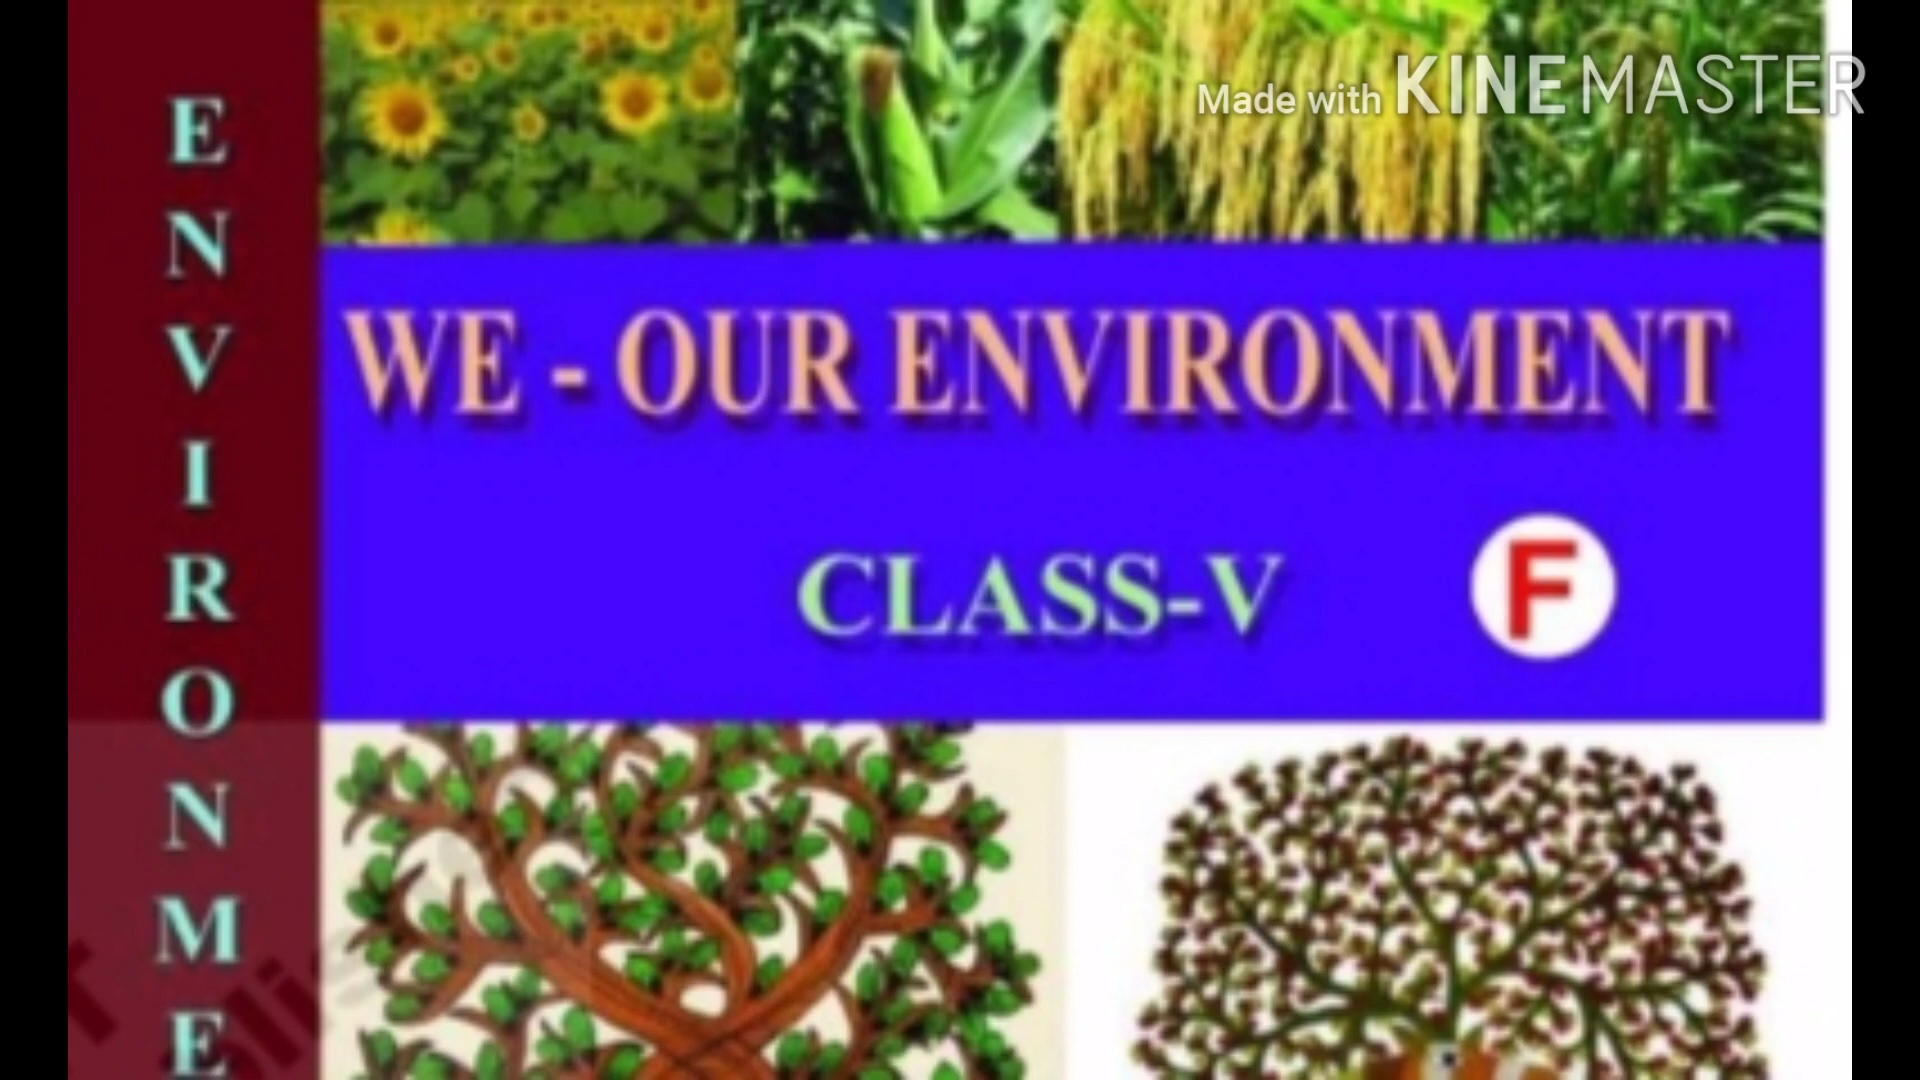 Made with KINEMASTER
ENVIRONME
WE - OUR ENVIRONMENT
CLASS-V
F